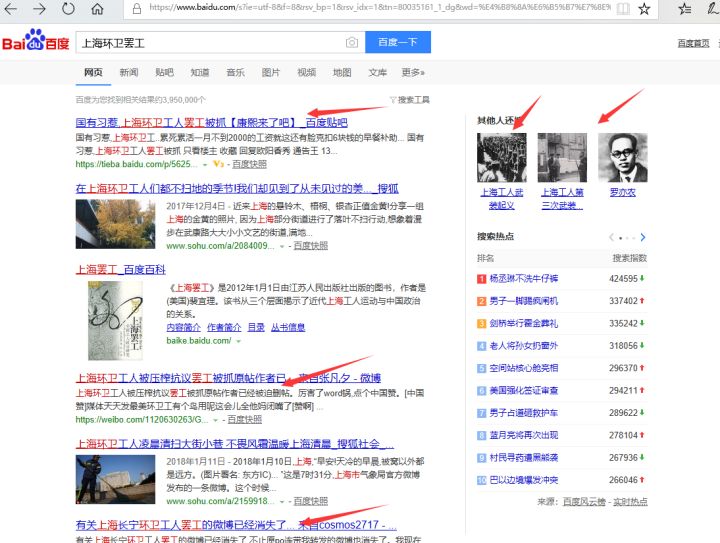 https://www.baidu.com/s?ie=utf-8&f=8&rsv_bp=1&rsv_idx=1&tn=80035161_1_dg&wd=%E4%B8%8A%E6%B5%B7%E7%8E%
Bai du 百度
上海环卫罢工
百度一下
百度首页
网页 新闻 贴吧 知道 音乐 图片 视频 地图 文库 更多»
百度为您找到相关结果约3,950,000个
搜索工具
国有习惹,上海环卫工人罢工被抓【康熙来了吧】_百度贴吧
国有习惹,上海环卫工...累死累活一月不到2000的工资就这还有脸克扣6块钱的早餐补助... 国有
习惹,上海环卫工人罢工被抓 只看楼主 收藏 回复欧阳香秀 通告王 13...
https://tieba.baidu.com/p/5625... V3 - 百度快照
在上海环卫工人们都不扫地的季节!我们却见到了从未见过的美..._搜狐
2017年12月4日 - 近来上海的悬铃木、梧桐、银杏正值金黄!分享一组
上海的金黄的照片, 因为上海部分街道进行了落叶不扫行动,想象着漫
步在武康路大大小小文艺的街道,满地...
www.sohu.com/a/2084009... - 百度快照
上海罢工_百度百科
《上海罢工》是2012年1月由江苏人民出版社出版的图书，作者是
(美国)裴宜理。该书从三个层面揭示了近代上海工人运动与中国政治
的关系。
内容简介 作者简介 目录 丛书信息
baike.baidu.com/
上海罢工
上海环卫工人被压榨抗议罢工被抓原帖作者已... 来自张凡夕 - 微博
上海环卫工人被压榨抗议罢工被抓原帖作者已经被迫删帖。厉害了word锅,点个中国赞。[中国
赞]媒体天天发最美环卫工有个鸟用呢这会儿全他妈闭嘴了[赞啊] ...
https://weibo.com/1120630263/G... - 百度快照
上海环卫工人凌晨清扫大街小巷 不畏风霜温暖上海清晨_搜狐社会_...
2018年1月11日 - 2018年1月10日,上海,"早安!天冷的早晨,被窝以外都
是远方。(图片署名: 东方IC) ..." 这是7时31分,上海市气象局官方微博
发布的一条微博。这个时候...
www.sohu.com/a/2159918... - 百度快照
有关上海长宁环卫工人罢工的微博已经消失了... 来自cosmos2717 - ...
其他人还搜
上海工人武
装起义
上海工人第
三次武装...
罗亦农
搜索热点
排名 搜索指数
1 杨丞琳不洗牛仔裤 424595
2 男子一脚踹疯闸机 337402
3 剑桥举行霍金葬礼 335242
4 老人将孙女扔窗外 318056
5 空间站核心舱亮相 296370
6 美国强化签证审查 294211
7 男子占道砸救护车 289622
8 蓝月亮将再次出现 278104
9 村民寻药遭黑熊袭 267936
10 巴以边境爆发冲突 266046
来源：百度风云榜 - 实时热点